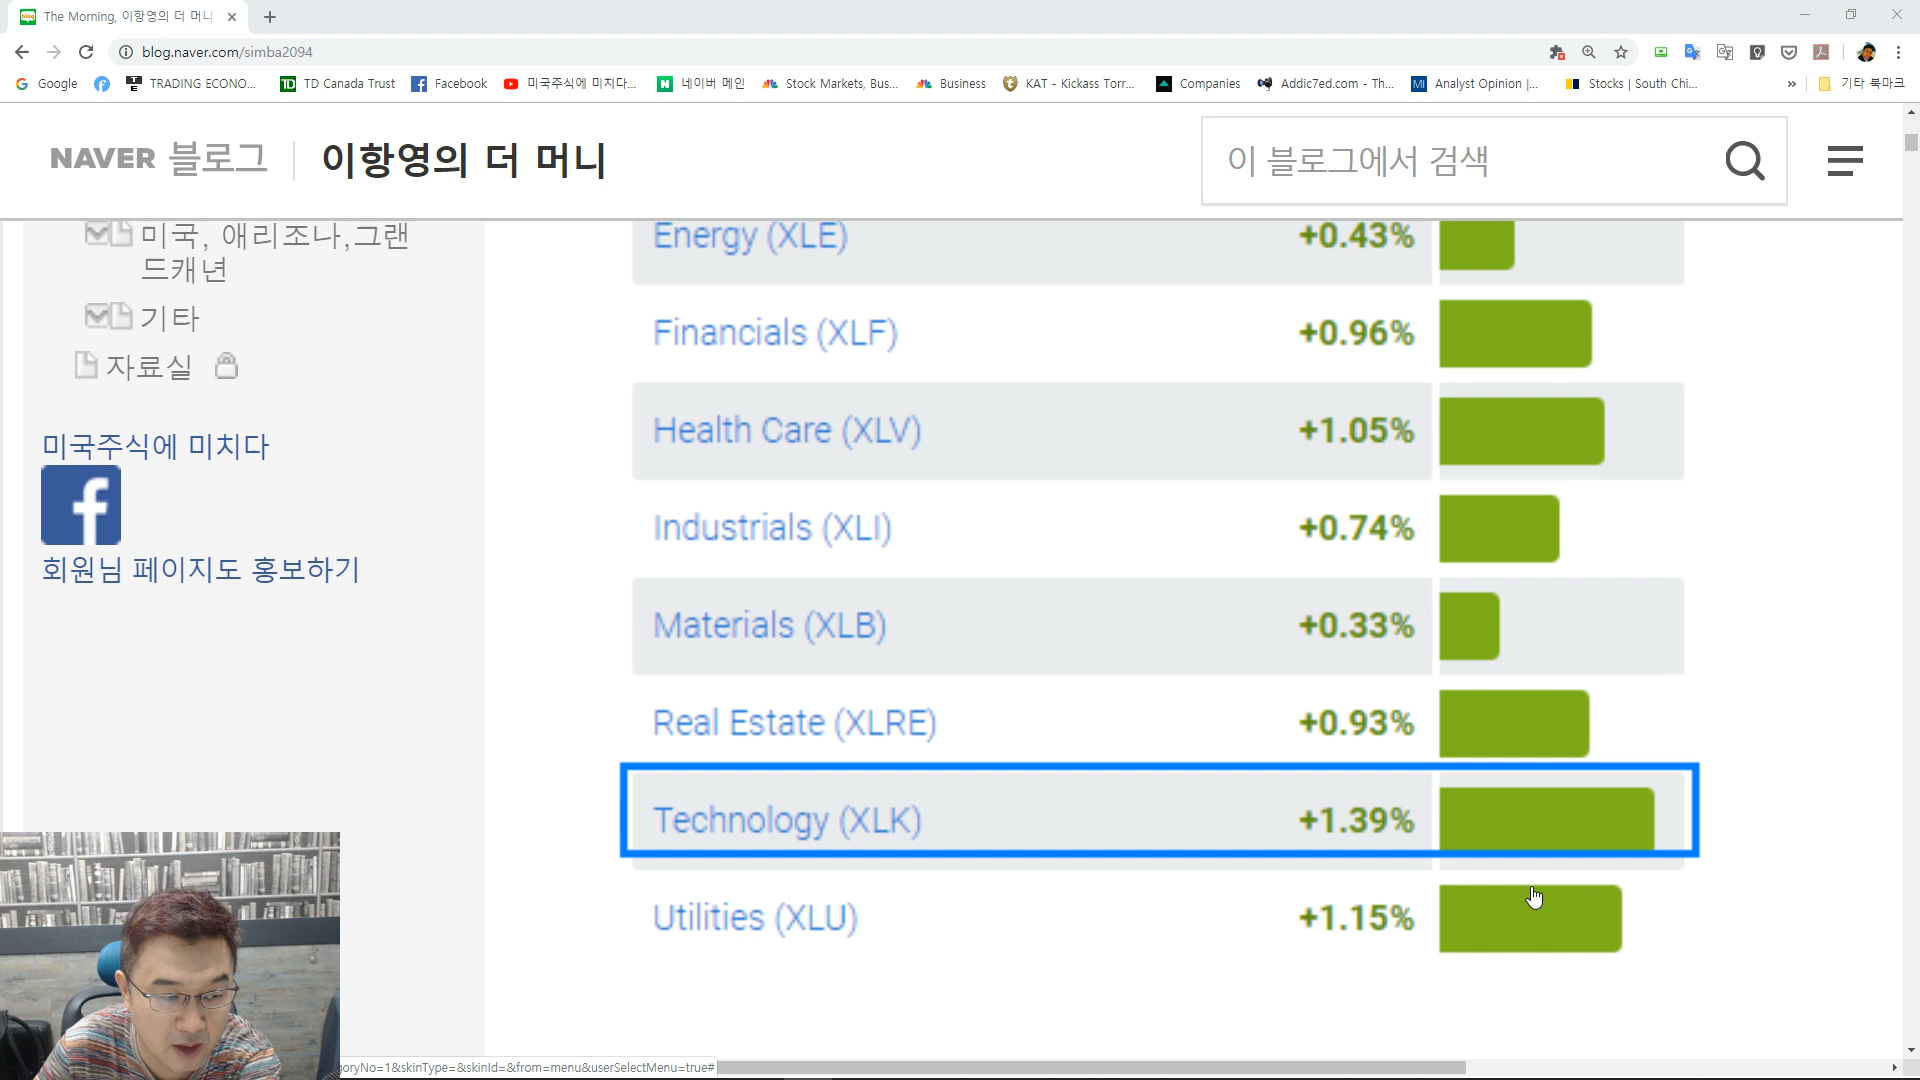 The Morning, 이항영의 더 머니
blog.naver.com/simba2094
Google
TRADING ECONO...
TD Canada Trust
Facebook
미국주식에 미치다...
네이버 메인
Stock Markets, Bus...
Business
KAT - Kickass Torr...
Companies
Addic7ed.com - Th...
Analyst Opinion |...
Stocks | South Chi...
»
기타 북마크
NAVER 블로그
이항영의 더 머니
이 블로그에서 검색
미국, 애리조나,그랜
드캐년
기타
자료실
미국주식에 미치다
회원님 페이지도 홍보하기
Energy (XLE) +0.43%
Financials (XLF) +0.96%
Health Care (XLV) +1.05%
Industrials (XLI) +0.74%
Materials (XLB) +0.33%
Real Estate (XLRE) +0.93%
Technology (XLK) +1.39%
Utilities (XLU) +1.15%
goryNo=1&skinType=&skinId=&from=menu&userSelectMenu=true#